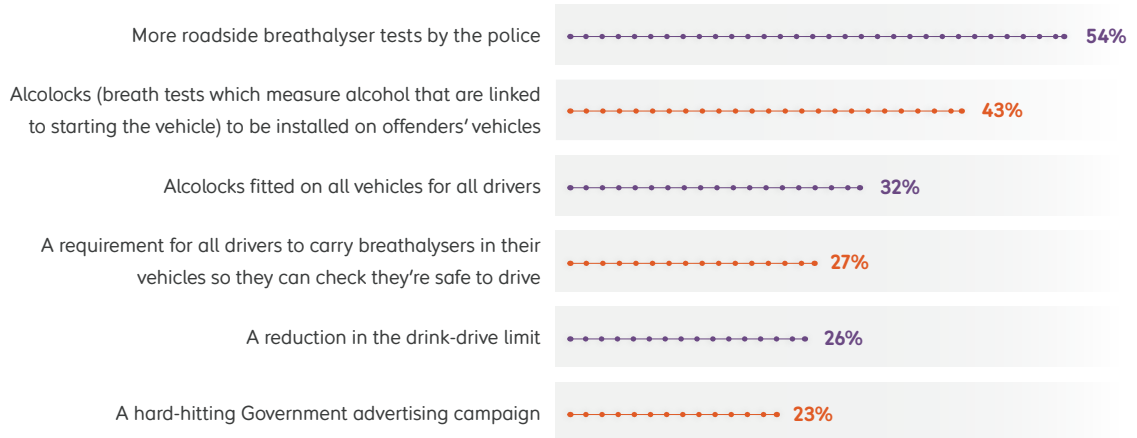 More roadside breathalyser tests by the police
54%
Alcolocks (breath tests which measure alcohol that are linked
to starting the vehicle) to be installed on offenders’ vehicles
43%
Alcolocks fitted on all vehicles for all drivers
32%
A requirement for all drivers to carry breathalysers in their
vehicles so they can check they’re safe to drive
27%
A reduction in the drink-drive limit
26%
A hard-hitting Government advertising campaign
23%